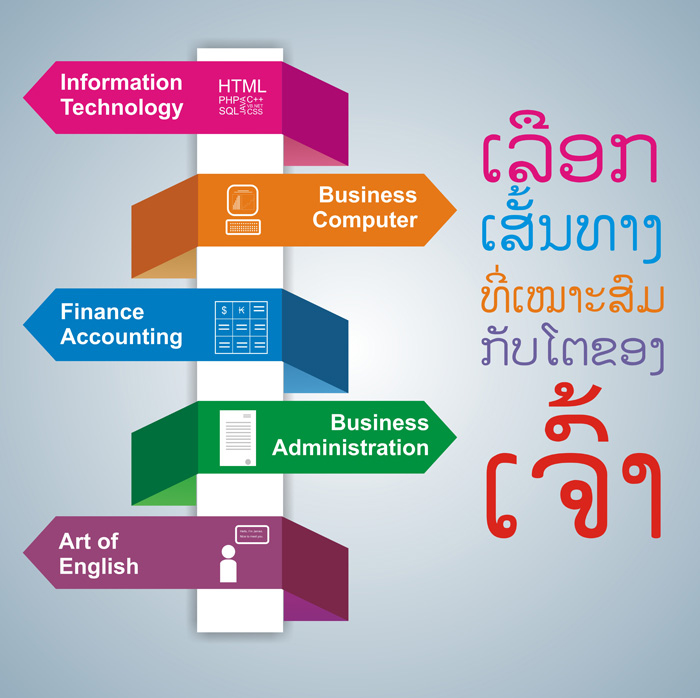 Information
Technology
HTML
PHP C++
JAVA
VB.NET
SQL CSS
Business
Computer
Finance
Accounting
$ K
Business
Administration
Art of
English
ເລືອກ
ເສັ້ນທາງ
ທີ່ເໝາະສົມ
ກັບໂຕຂອງ
ເຈົ້າ